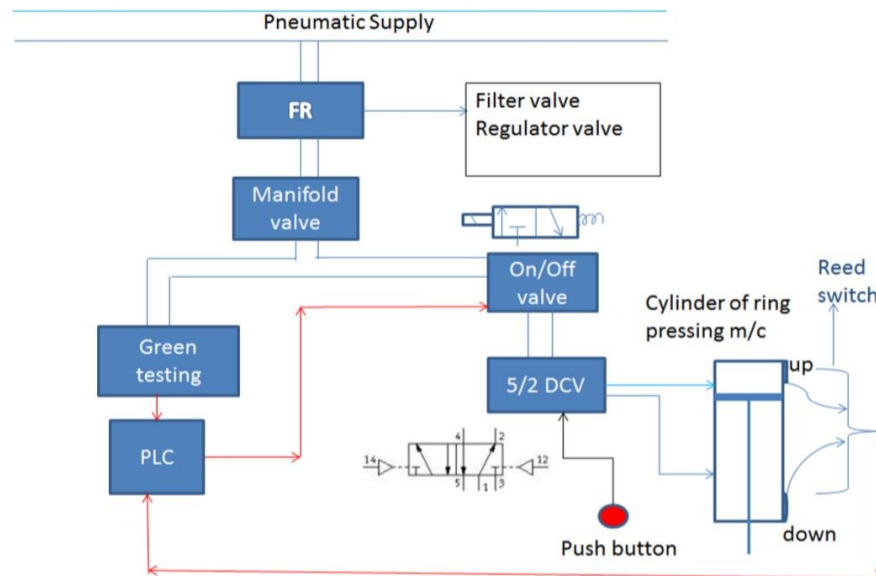 Pneumatic Supply
FR
Filter valve
Regulator valve
Manifold
valve
On/Off
valve
Reed
switch
Cylinder of ring
pressing m/c
Green
testing
5/2 DCV
up
PLC
4
2
14
12
5
1
3
down
Push button